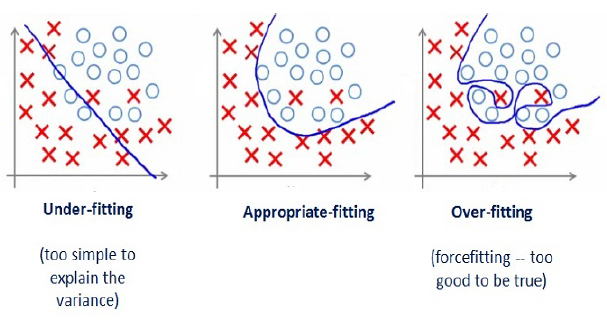 Under-fitting
(too simple to
explain the
variance)
Appropriate-fitting
Over-fitting
(forcefitting -- too
good to be true)